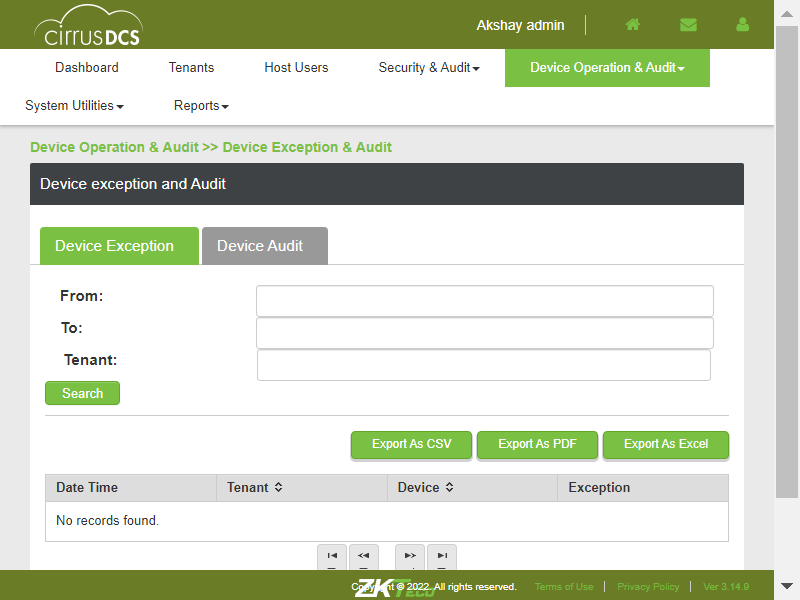 cirrusDCS
Akshay admin
Dashboard Tenants Host Users Security & Audit Device Operation & Audit
System Utilities Reports
Device Operation & Audit >> Device Exception & Audit
Device exception and Audit
Device Exception Device Audit
From:
To:
Tenant:
Search
Export As CSV Export As PDF Export As Excel
Date Time Tenant Device Exception
No records found.
ZKTeco
© 2022. All rights reserved. Terms of Use | Privacy Policy | Ver 3.14.9